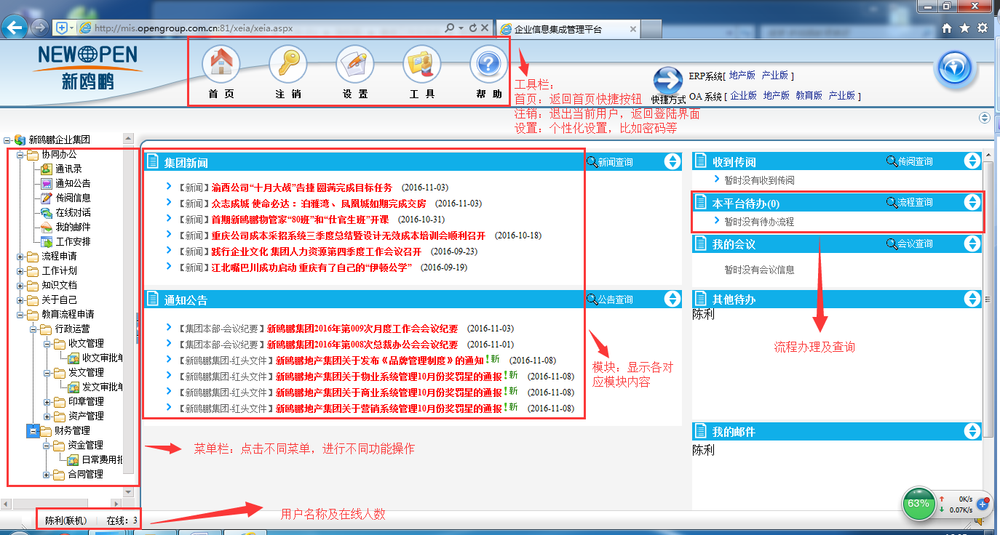 http://mis.opengroup.com.cn:81/xeia/xeia.aspx
企业信息集成管理平台
NEW OPEN
新鸥鹏
首 页
注 销
设 置
工 具
帮 助
快捷方式
ERP系统[ 地产版 产业版 ]
OA 系统[ 企业版 地产版 教育版 产业版 ]
工具栏：
首页：返回首页快捷按钮
注销：退出当前用户，返回登陆界面
设置：个性化设置，比如密码等
新鸥鹏企业集团
协同办公
通讯录
通知公告
传阅信息
在线对话
我的邮件
工作安排
流程申请
工作计划
知识文档
关于自己
教育流程申请
行政运营
收文管理
收文审批单
发文管理
发文审批单
印章管理
资产管理
财务管理
资金管理
日常费用报
合同管理
集团新闻
新闻查询
【新闻】渝西公司“十月大战”告捷 圆满完成目标任务 (2016-11-03)
【新闻】众志成城 使命必达：泊雅湾、凤凰城如期完成交房 (2016-11-03)
【新闻】首期新鸥鹏物管家“80班”和“仕官生班”开课 (2016-10-31)
【新闻】重庆公司成本采招系统三季度总结暨设计无效成本培训会顺利召开 (2016-10-18)
【新闻】践行企业文化 集团人力资源第四季度工作会议召开 (2016-09-23)
【新闻】江北嘴巴川成功启动 重庆有了自己的“伊顿公学” (2016-09-19)
通知公告
公告查询
【集团本部-会议纪要】新鸥鹏集团2016年第009次月度工作会会议纪要 (2016-11-03)
【集团本部-会议纪要】新鸥鹏集团2016年第008次总裁办公会会议纪要 (2016-11-01)
【新鸥鹏集团-红头文件】新鸥鹏地产集团关于发布《品牌管理制度》的通知!新 (2016-11-08)
【新鸥鹏集团-红头文件】新鸥鹏地产集团关于物业系统管理10月份奖罚星的通报!新 (2016-11-08)
【新鸥鹏集团-红头文件】新鸥鹏地产集团关于商业系统管理10月份奖罚星的通报!新 (2016-11-08)
【新鸥鹏集团-红头文件】新鸥鹏地产集团关于营销系统管理10月份奖罚星的通报!新 (2016-11-08)
模块：显示各对
应模块内容
收到传阅
传阅查询
暂时没有收到传阅
本平台待办(0)
流程查询
暂时没有待办流程
我的会议
会议查询
暂时没有会议信息
其他待办
陈利
流程办理及查询
我的邮件
陈利
菜单栏：点击不同菜单，进行不同功能操作
用户名称及在线人数
陈利(联机)
在线：3
63%
0K/s
0.07K/s